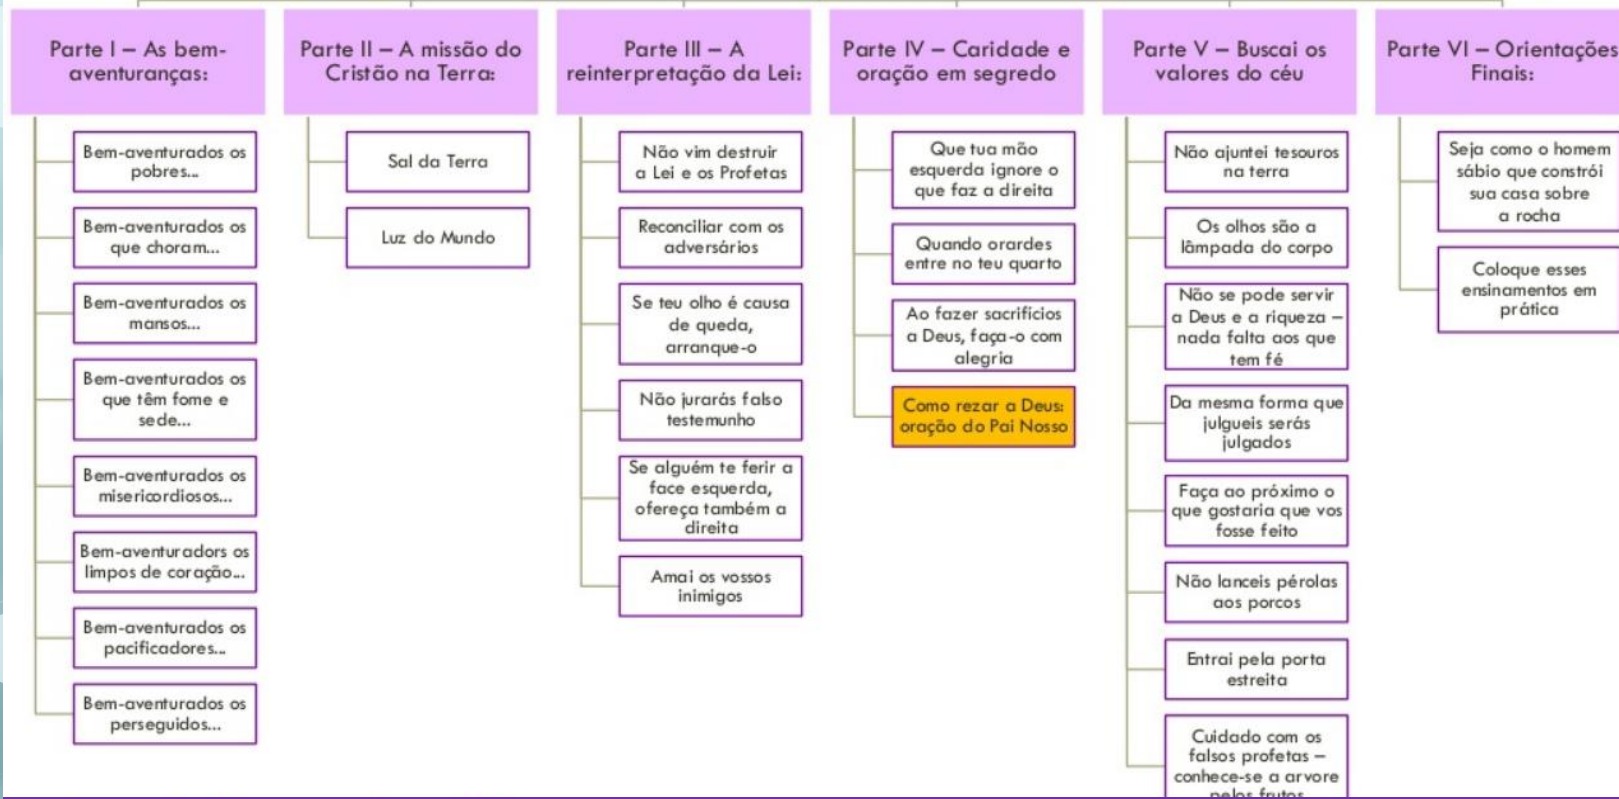 Parte I – As bem-
aventuranças:
Bem-aventurados os
pobres...
Bem-aventurados os
que choram...
Bem-aventurados os
mansos...
Bem-aventurados os
que têm fome e
sede...
Bem-aventurados os
misericordiosos...
Bem-aventuradors os
limpos de coração...
Bem-aventurados os
pacificadores...
Bem-aventurados os
perseguidos...
Parte II – A missão do
Cristão na Terra:
Sal da Terra
Luz do Mundo
Parte III – A
reinterpretação da Lei:
Não vim destruir
a Lei e os Profetas
Reconciliar com os
adversários
Se teu olho é causa
de queda,
arranque-o
Não jurarás falso
testemunho
Se alguém te ferir a
face esquerda,
ofereça também a
direita
Amai os vossos
inimigos
Parte IV – Caridade e
oração em segredo
Que tua mão
esquerda ignore o
que faz a direita
Quando orardes
entre no teu quarto
Ao fazer sacrifícios
a Deus, faça-o com
alegria
Como rezar a Deus:
oração do Pai Nosso
Parte V – Buscai os
valores do céu
Não ajuntei tesouros
na terra
Os olhos são a
lâmpada do corpo
Não se pode servir
a Deus e a riqueza –
nada falta aos que
tem fé
Da mesma forma que
julgueis serás
julgados
Faça ao próximo o
que gostaria que vos
fosse feito
Não lanceis pérolas
aos porcos
Entrai pela porta
estreita
Cuidado com os
falsos profetas –
conhece-se a arvore
pelos frutos
Parte VI – Orientações
Finais:
Seja como o homem
sábio que constrói
sua casa sobre
a rocha
Coloque esses
ensinamentos em
prática